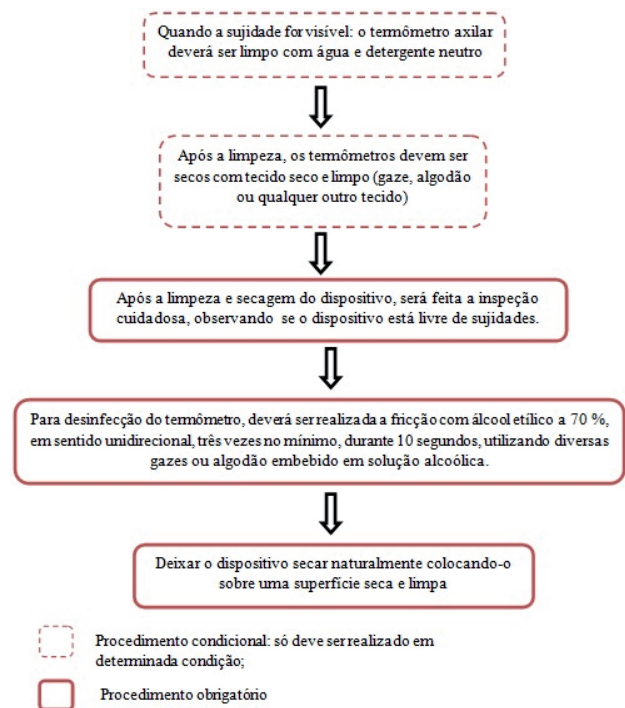 Quando a sujidade for visível: o termômetro axilar
deverá ser limpo com água e detergente neutro
Após a limpeza, os termômetros devem ser
secos com tecido seco e limpo (gaze, algodão
ou qualquer outro tecido)
Após a limpeza e secagem do dispositivo, será feita a inspeção
cuidadosa, observando se o dispositivo está livre de sujidades.
Para desinfecção do termômetro, deverá ser realizada a fricção com álcool etílico a 70 %,
em sentido unidirecional, três vezes no mínimo, durante 10 segundos, utilizando diversas
gazes ou algodão embebido em solução alcoólica.
Deixar o dispositivo secar naturalmente colocando-o
sobre uma superfície seca e limpa
Procedimento condicional: só deve ser realizado em
determinada condição;
Procedimento obrigatório